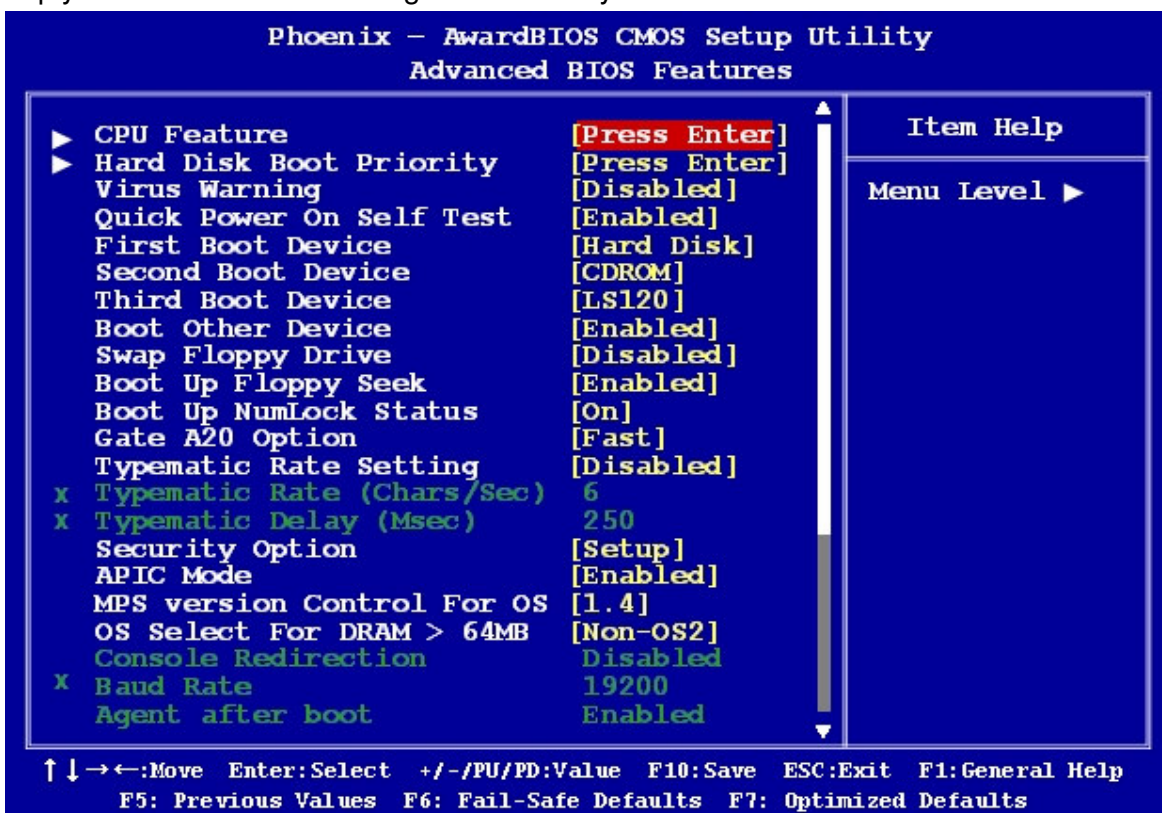 Phoenix – AwardBIOS CMOS Setup Utility
Advanced BIOS Features
▶ CPU Feature [Press Enter]
▶ Hard Disk Boot Priority [Press Enter]
Virus Warning [Disabled]
Quick Power On Self Test [Enabled]
First Boot Device [Hard Disk]
Second Boot Device [CDROM]
Third Boot Device [LS120]
Boot Other Device [Enabled]
Swap Floppy Drive [Disabled]
Boot Up Floppy Seek [Enabled]
Boot Up NumLock Status [On]
Gate A20 Option [Fast]
Typematic Rate Setting [Disabled]
x Typematic Rate (Chars/Sec) 6
x Typematic Delay (Msec) 250
Security Option [Setup]
APIC Mode [Enabled]
MPS version Control For OS [1.4]
OS Select For DRAM > 64MB [Non-OS2]
Console Redirection Disabled
x Baud Rate 19200
Agent after boot Enabled
Item Help
Menu Level ▶
↑↓→←:Move Enter:Select +/-/PU/PD:Value F10:Save ESC:Exit F1:General Help
F5: Previous Values F6: Fail-Safe Defaults F7: Optimized Defaults